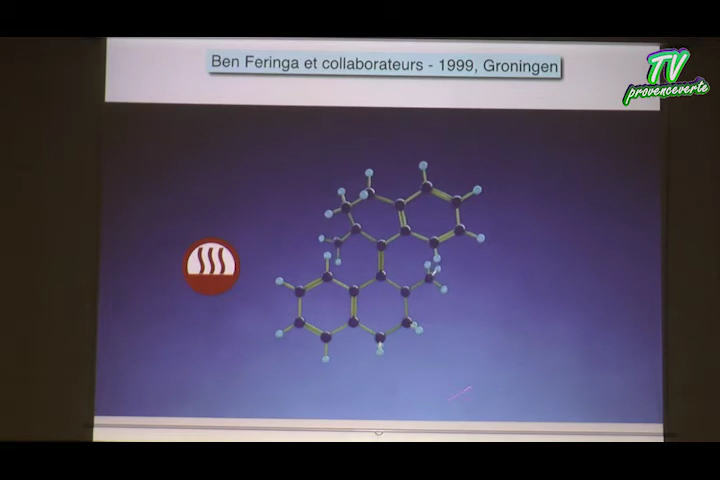 Ben Feringa et collaborateurs - 1999, Groningen
TV
provenceverte